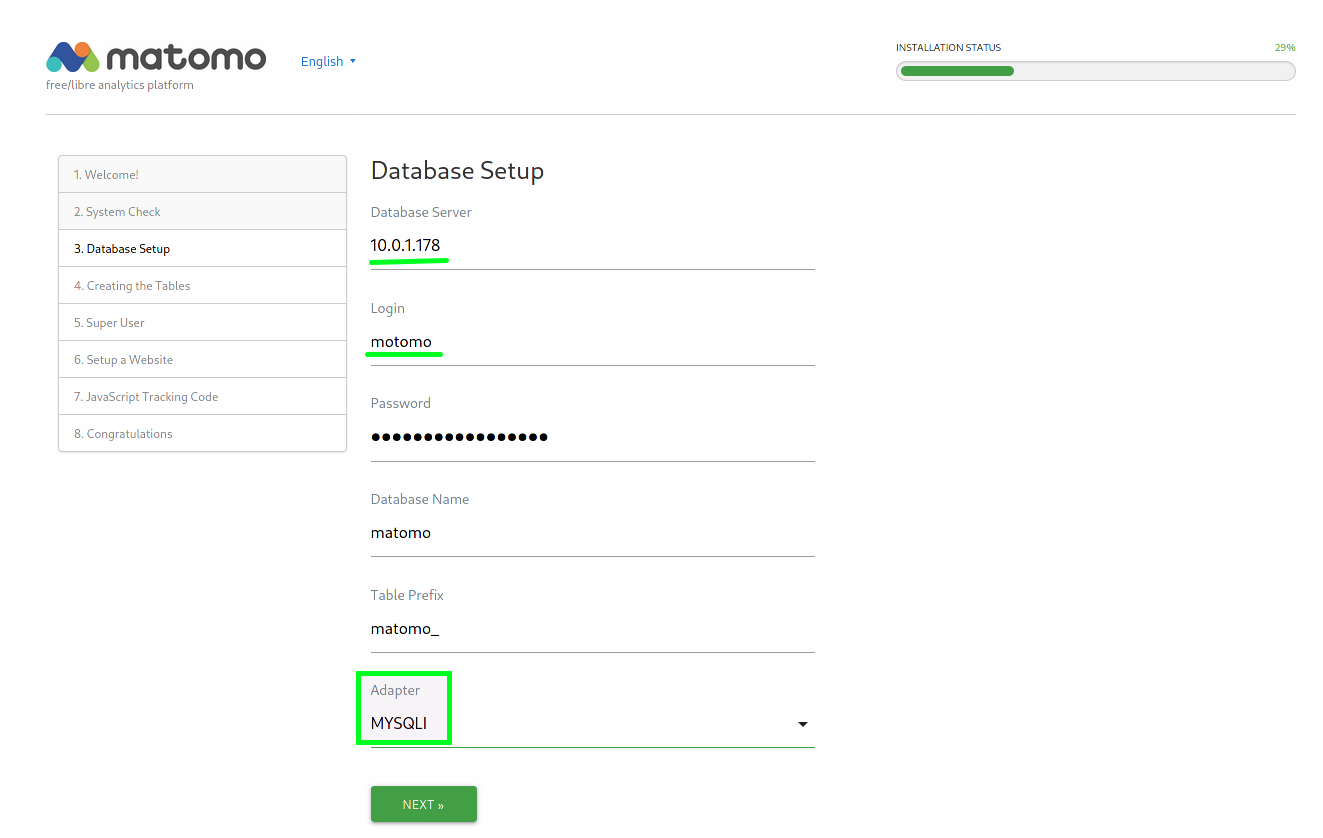 matomo
free/libre analytics platform
English
INSTALLATION STATUS 29%
1. Welcome!
2. System Check
3. Database Setup
4. Creating the Tables
5. Super User
6. Setup a Website
7. JavaScript Tracking Code
8. Congratulations
Database Setup
Database Server
10.0.1.178
Login
motomo
Password
•••••••••••••••••
Database Name
matomo
Table Prefix
matomo_
Adapter
MYSQLI
NEXT »